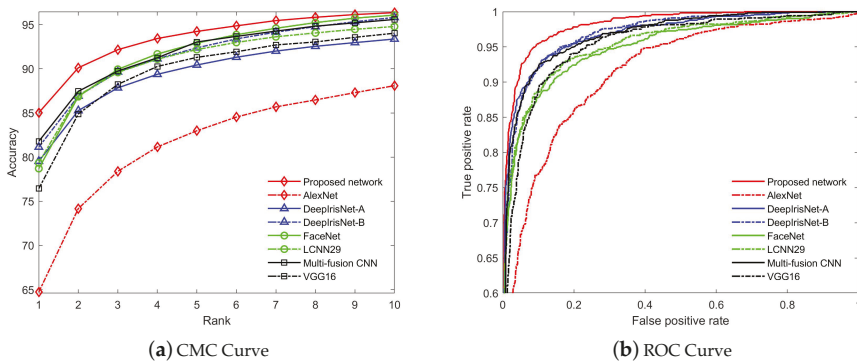 95
90
85
80
75
70
65
Accuracy
1 2 3 4 5 6 7 8 9 10
Rank
Proposed network
AlexNet
DeepIrisNet-A
DeepIrisNet-B
FaceNet
LCNN29
Multi-fusion CNN
VGG16
(a) CMC Curve
1
0.95
0.9
0.85
0.8
0.75
0.7
0.65
0.6
True positive rate
0 0.2 0.4 0.6 0.8 1
False positive rate
Proposed network
AlexNet
DeepIrisNet-A
DeepIrisNet-B
FaceNet
LCNN29
Multi-fusion CNN
VGG16
(b) ROC Curve